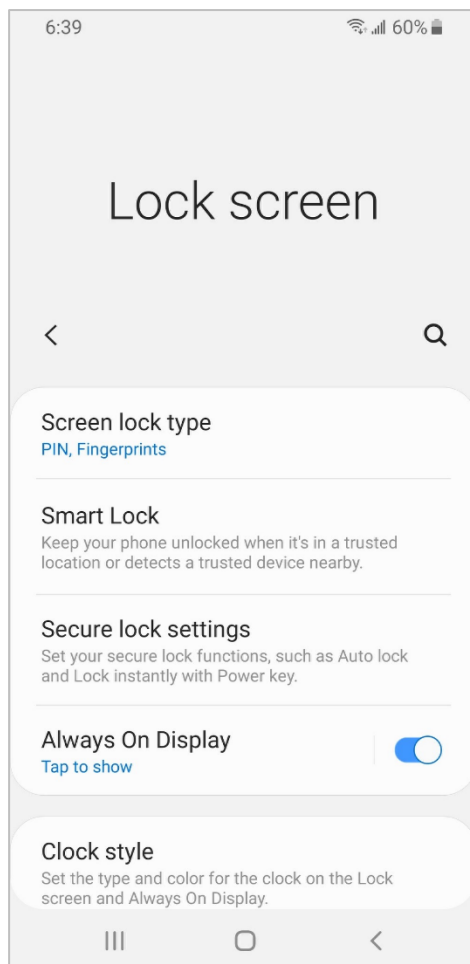 6:39 60%
Lock screen
Screen lock type
PIN, Fingerprints
Smart Lock
Keep your phone unlocked when it's in a trusted
location or detects a trusted device nearby.
Secure lock settings
Set your secure lock functions, such as Auto lock
and Lock instantly with Power key.
Always On Display
Tap to show
Clock style
Set the type and color for the clock on the Lock
screen and Always On Display.